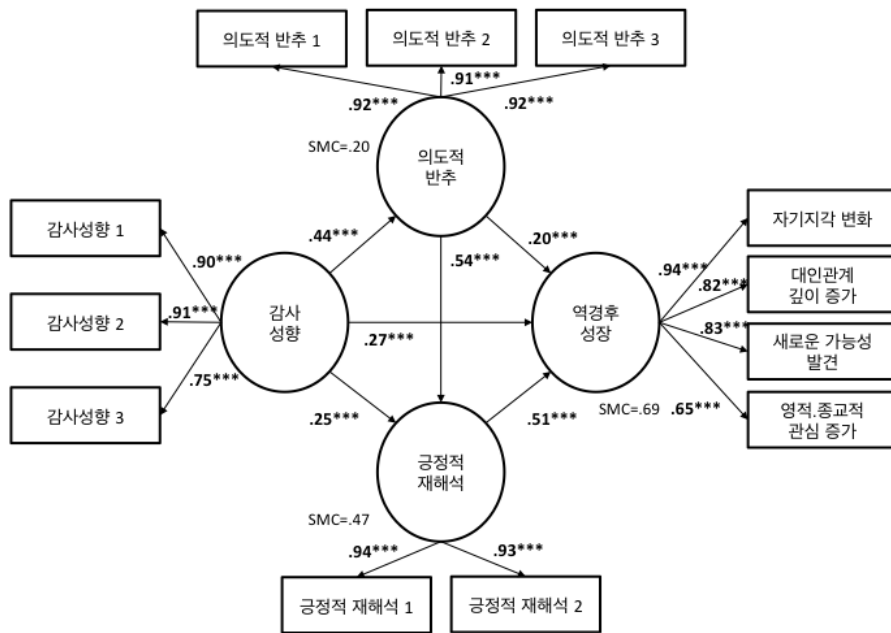 의도적 반추 1
의도적 반추 2
의도적 반추 3
.92***
.91***
.92***
SMC=.20
의도적
반추
감사성향 1
감사성향 2
감사성향 3
.90***
.91***
.75***
감사
성향
.44***
.54***
.20***
.27***
.25***
.51***
역경후
성장
SMC=.69
.94***
.82***
.83***
.65***
자기지각 변화
대인관계
깊이 증가
새로운 가능성
발견
영적.종교적
관심 증가
긍정적
재해석
SMC=.47
.94***
.93***
긍정적 재해석 1
긍정적 재해석 2